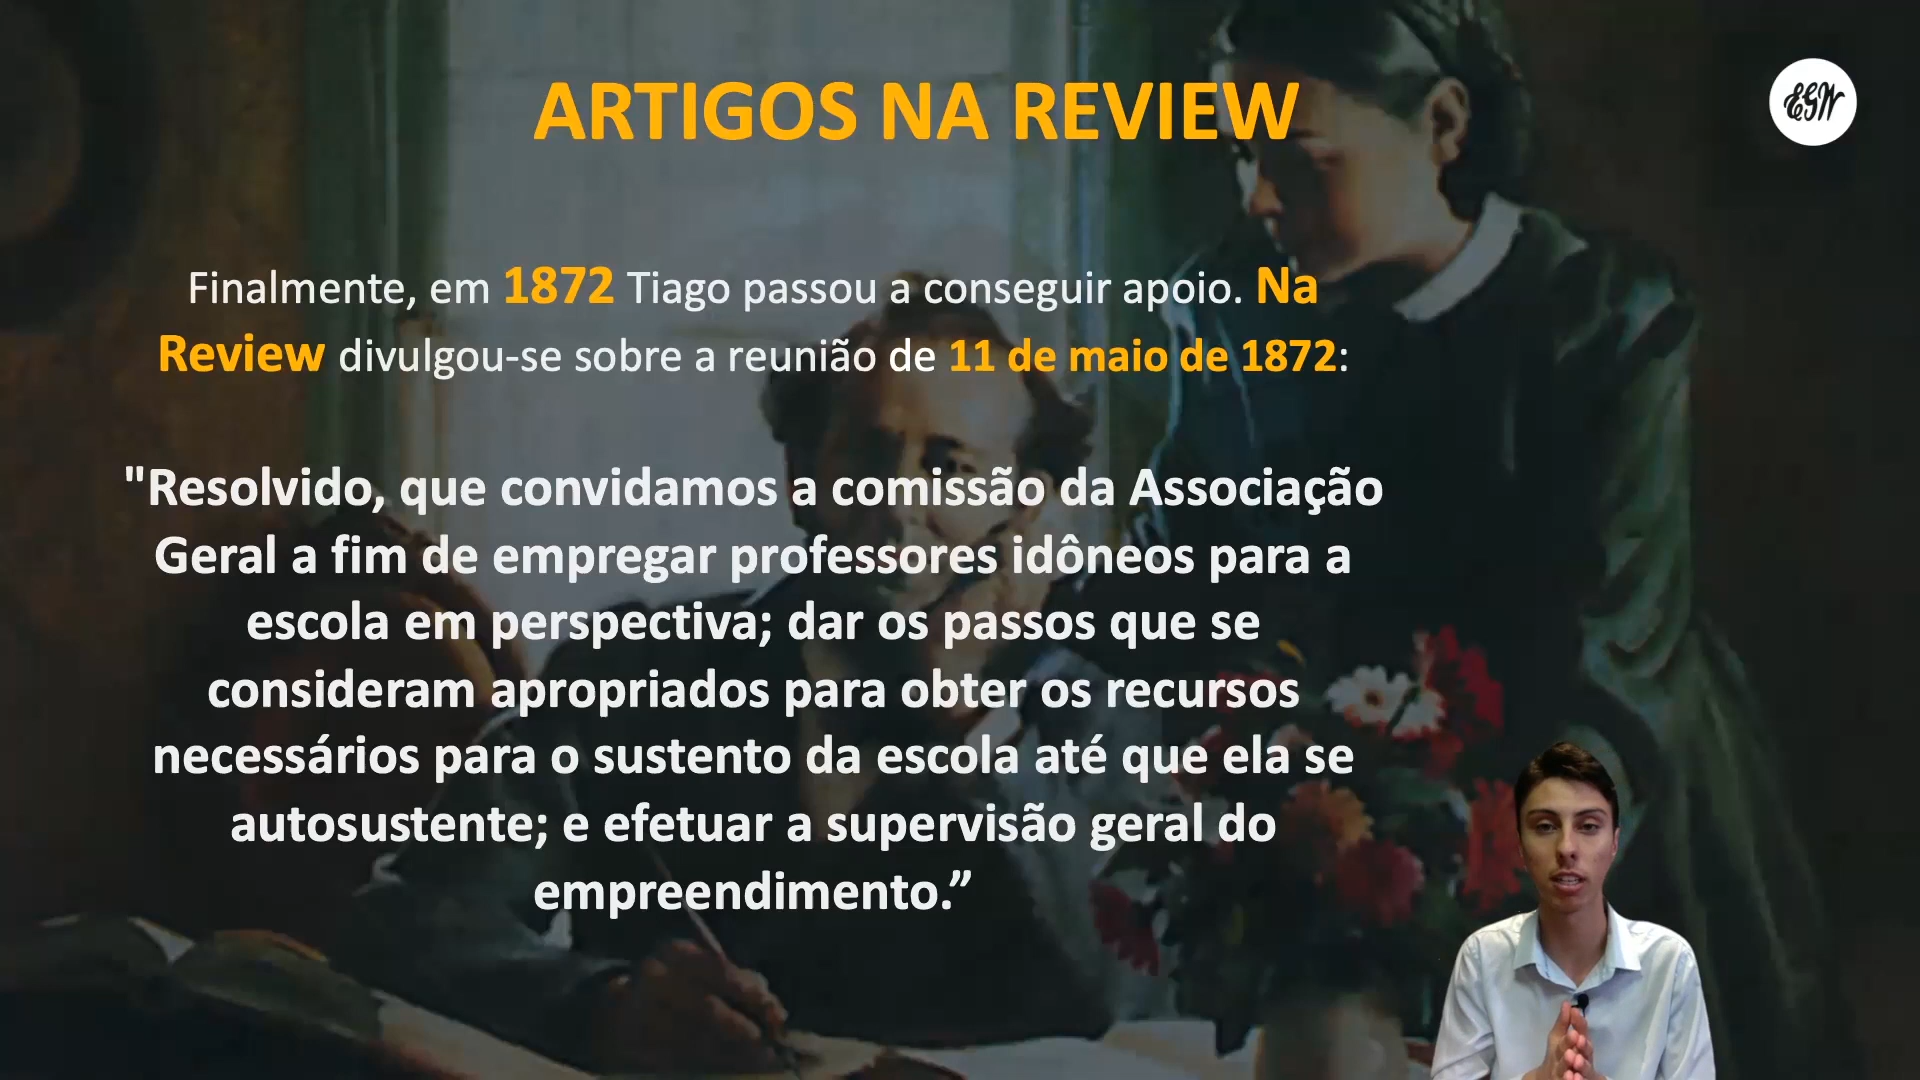 ARTIGOS NA REVIEW
EGW
Finalmente, em 1872 Tiago passou a conseguir apoio. Na
Review divulgou-se sobre a reunião de 11 de maio de 1872:
"Resolvido, que convidamos a comissão da Associação
Geral a fim de empregar professores idôneos para a
escola em perspectiva; dar os passos que se
consideram apropriados para obter os recursos
necessários para o sustento da escola até que ela se
autosustente; e efetuar a supervisão geral do
empreendimento.”